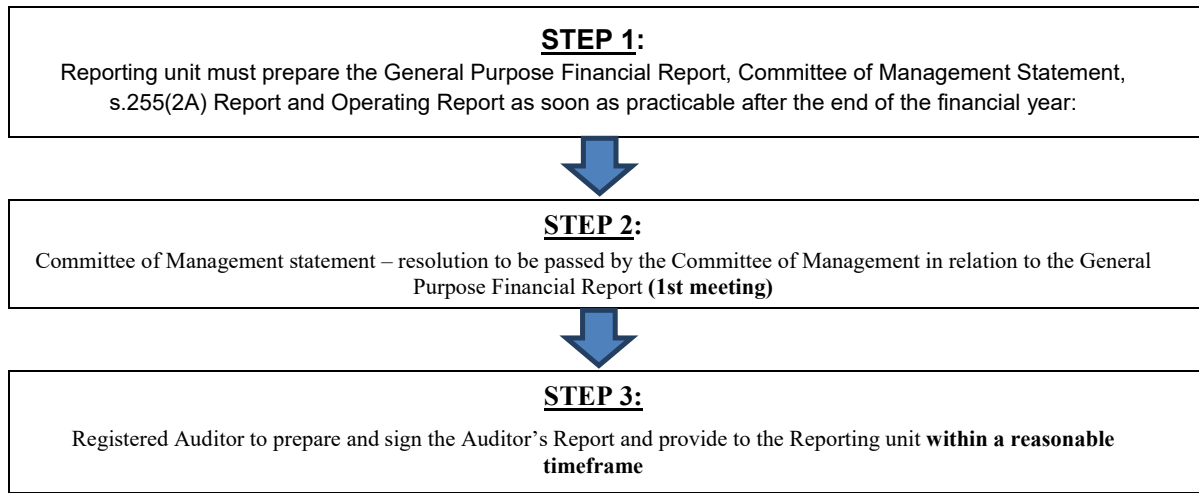 STEP 1:
Reporting unit must prepare the General Purpose Financial Report, Committee of Management Statement,
s.255(2A) Report and Operating Report as soon as practicable after the end of the financial year:
STEP 2:
Committee of Management statement – resolution to be passed by the Committee of Management in relation to the General
Purpose Financial Report (1st meeting)
STEP 3:
Registered Auditor to prepare and sign the Auditor’s Report and provide to the Reporting unit within a reasonable
timeframe